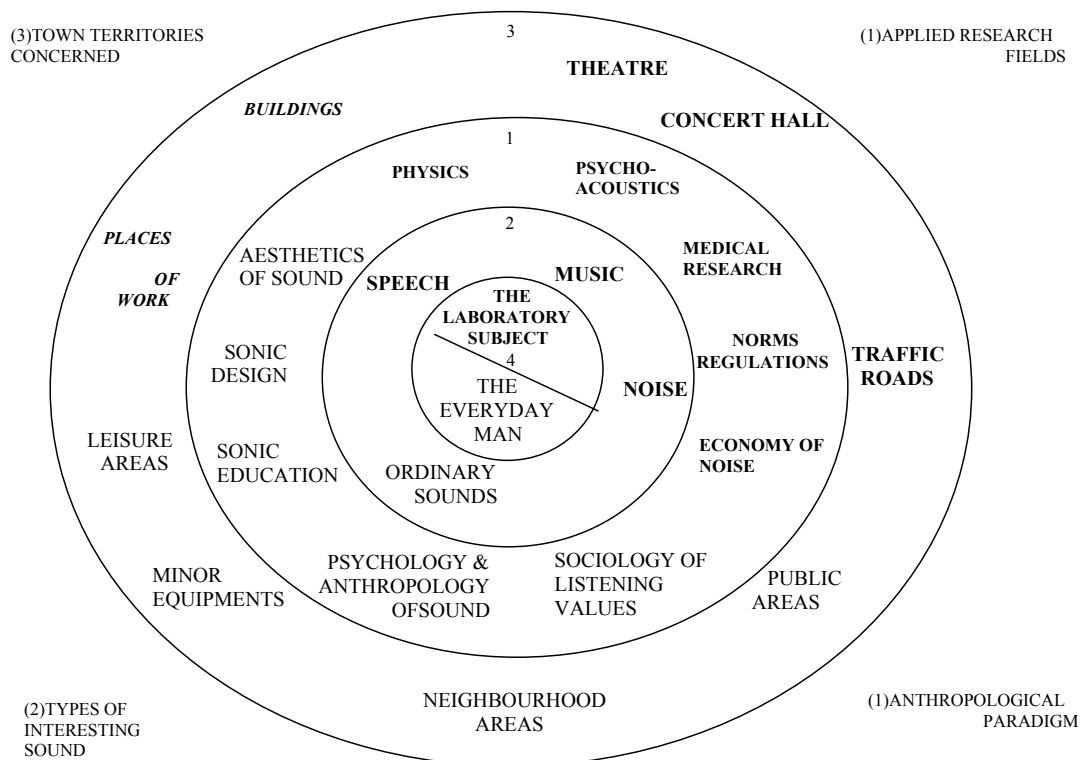 (3)TOWN TERRITORIES
CONCERNED
3
(1)APPLIED RESEARCH
FIELDS
THEATRE
BUILDINGS
CONCERT HALL
1
PHYSICS
PSYCHO-
ACOUSTICS
2
PLACES
OF
WORK
AESTHETICS
OF SOUND
MEDICAL
RESEARCH
SPEECH
MUSIC
THE
LABORATORY
SUBJECT
4
THE
EVERYDAY
MAN
SONIC
DESIGN
NORMS
REGULATIONS
TRAFFIC
ROADS
NOISE
LEISURE
AREAS
SONIC
EDUCATION
ORDINARY
SOUNDS
ECONOMY OF
NOISE
MINOR
EQUIPMENTS
PSYCHOLOGY &
ANTHROPOLOGY
OFSOUND
SOCIOLOGY OF
LISTENING
VALUES
PUBLIC
AREAS
NEIGHBOURHOOD
AREAS
(2)TYPES OF
INTERESTING
SOUND
(1)ANTHROPOLOGICAL
PARADIGM